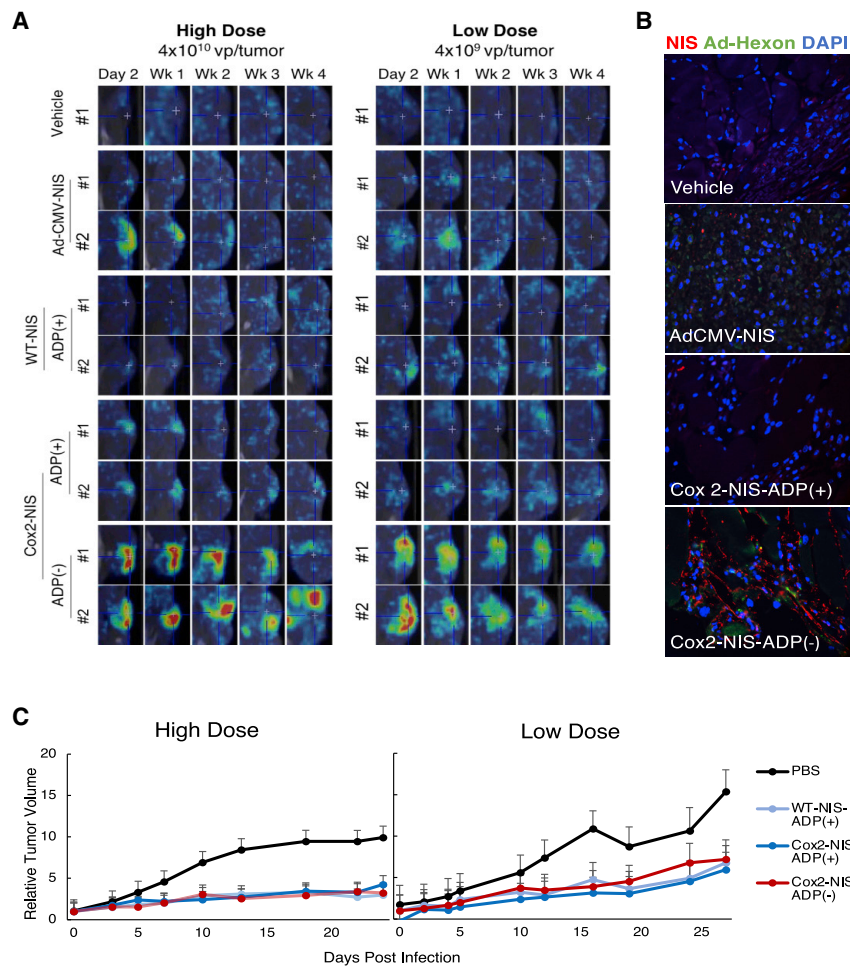 A
High Dose
4x10¹⁰ vp/tumor
Day 2 Wk 1 Wk 2 Wk 3 Wk 4
Low Dose
4x10⁹ vp/tumor
Day 2 Wk 1 Wk 2 Wk 3 Wk 4
Vehicle
#1
#1
Ad-CMV-NIS
#1
#2
#1
#2
WT-NIS
ADP(+)
#1
#2
#1
#2
Cox2-NIS
ADP(+)
#1
#2
#1
#2
ADP(-)
#1
#2
#1
#2
B
NIS Ad-Hexon DAPI
Vehicle
AdCMV-NIS
Cox 2-NIS-ADP(+)
Cox2-NIS-ADP(-)
C
High Dose
Low Dose
Relative Tumor Volume
20
15
10
5
0
0 10 20
0 5 10 15 20 25
Days Post Infection
PBS
WT-NIS-
ADP(+)
Cox2-NIS
ADP(+)
Cox2-NIS
ADP(-)